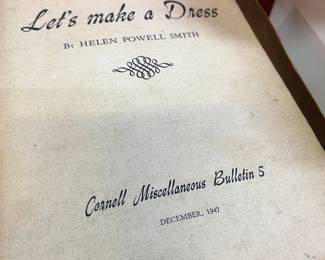 Let's make a Dress
By HELEN POWELL SMITH
Cornell Miscellaneous Bulletin 5
DECEMBER, 1947